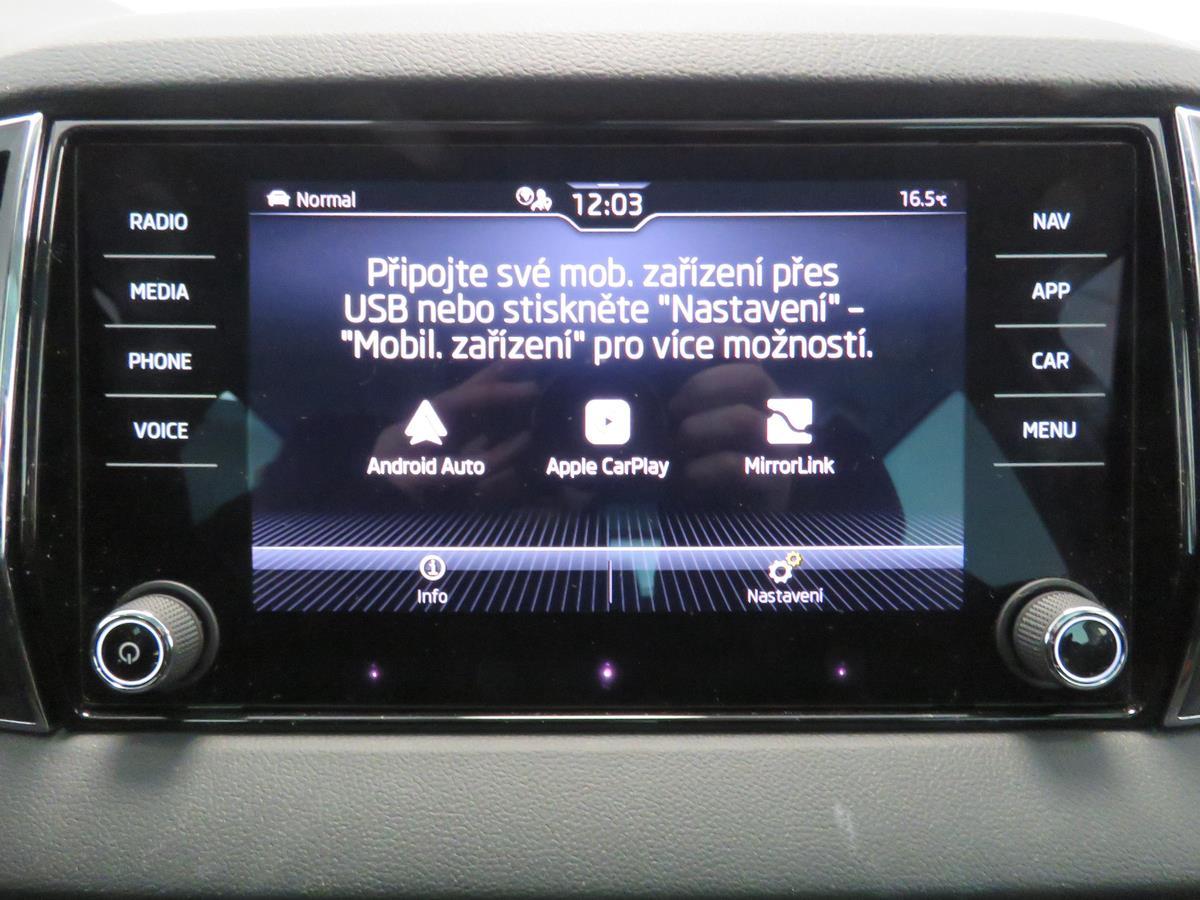 Normal 12:03 16.5°C
Připojte své mob. zařízení přes
USB nebo stiskněte "Nastavení" –
"Mobil. zařízení" pro více možností.
Android Auto Apple CarPlay MirrorLink
Info Nastavení
RADIO
MEDIA
PHONE
VOICE
NAV
APP
CAR
MENU